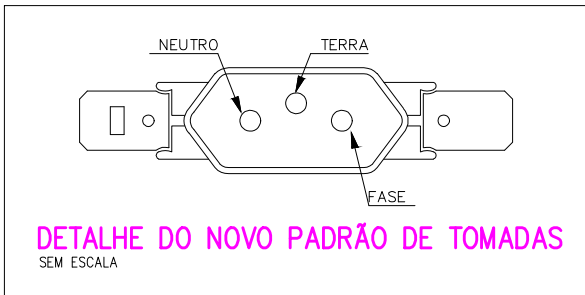 NEUTRO
TERRA
FASE
DETALHE DO NOVO PADRÃO DE TOMADAS
SEM ESCALA